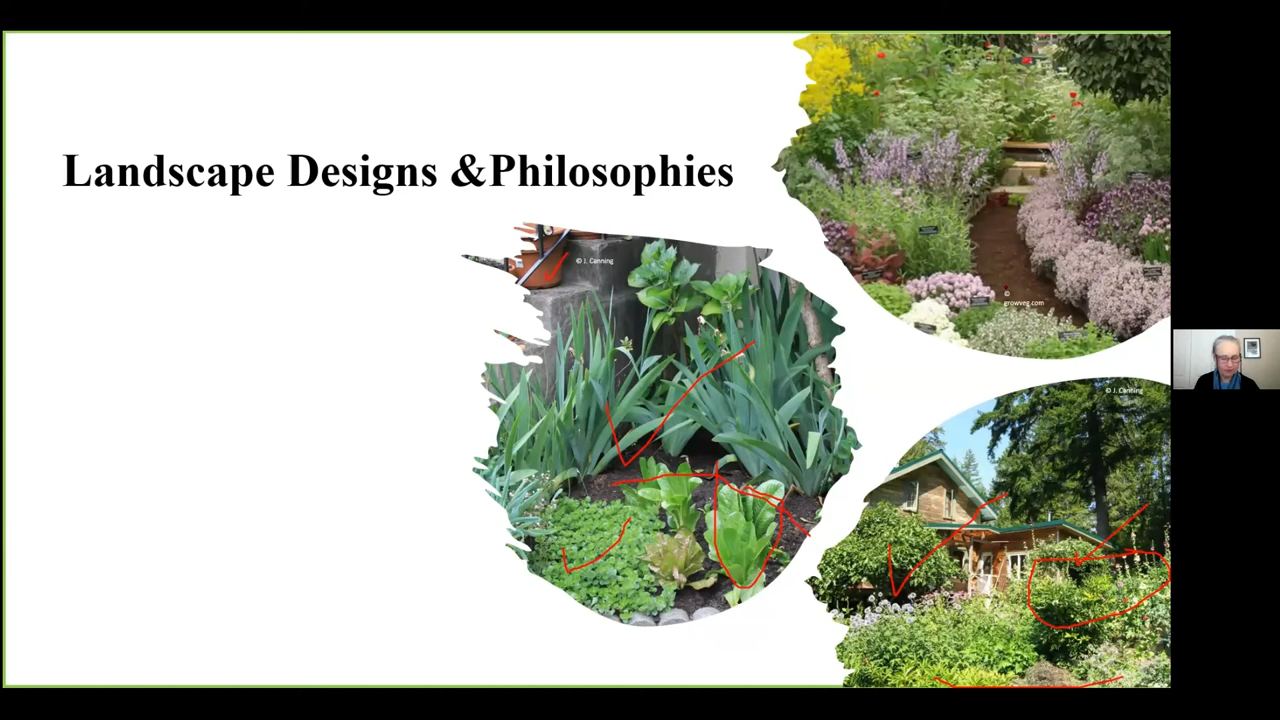 Landscape Designs &Philosophies
© J. Canning
©
growveg.com
© J. Canning